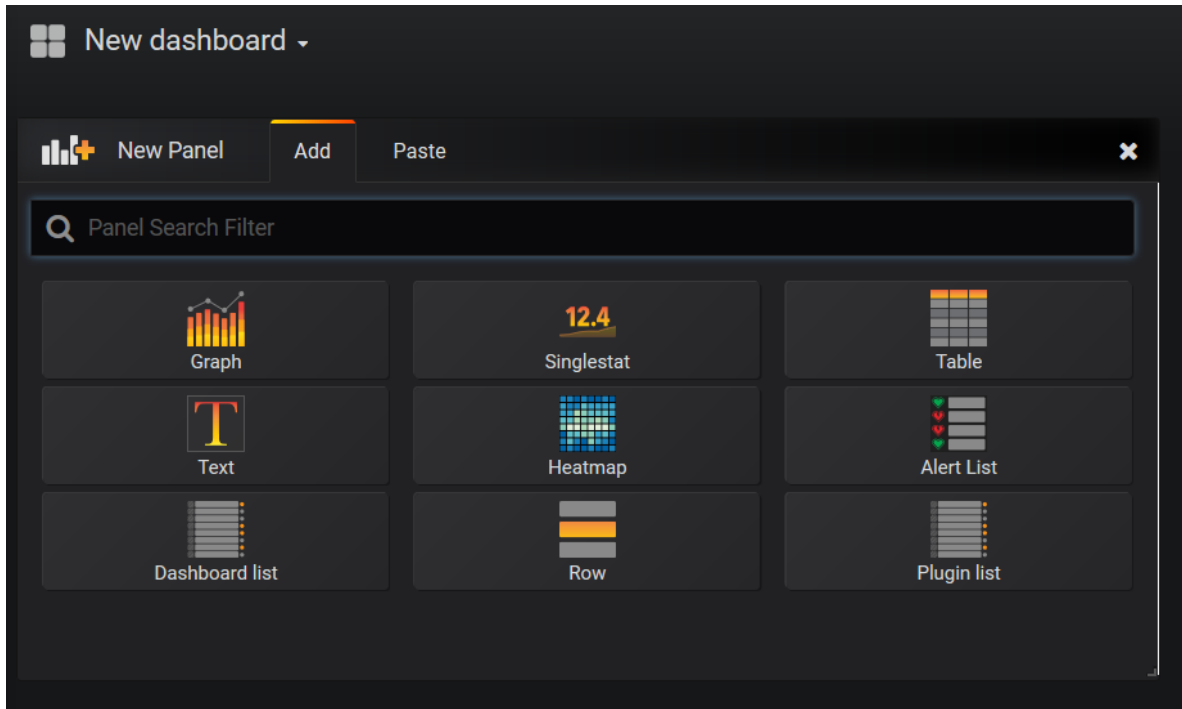 New dashboard
New Panel Add Paste
Panel Search Filter
12.4
Graph Singlestat Table
T
Text Heatmap Alert List
Dashboard list Row Plugin list